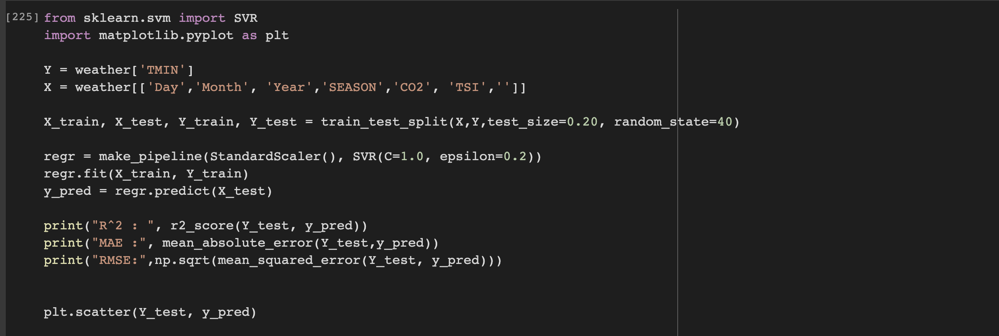 [225] from sklearn.svm import SVR
import matplotlib.pyplot as plt
Y = weather['TMIN']
X = weather[['Day','Month', 'Year','SEASON','CO2', 'TSI','']]
X_train, X_test, Y_train, Y_test = train_test_split(X,Y,test_size=0.20, random_state=40)
regr = make_pipeline(StandardScaler(), SVR(C=1.0, epsilon=0.2))
regr.fit(X_train, Y_train)
y_pred = regr.predict(X_test)
print("R^2 : ", r2_score(Y_test, y_pred))
print("MAE :", mean_absolute_error(Y_test,y_pred))
print("RMSE:",np.sqrt(mean_squared_error(Y_test, y_pred)))
plt.scatter(Y_test, y_pred)